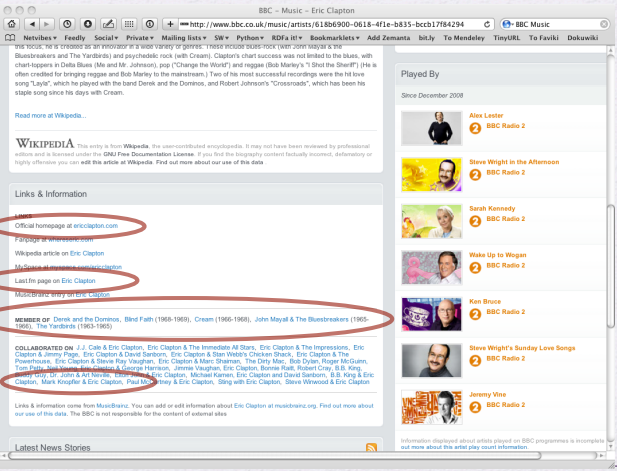 BBC – Music – Eric Clapton
http://www.bbc.co.uk/music/artists/618b6900-0618-4f1e-b835-bccb17f84294
BBC Music
Netvibes Feedly Social Private Mailing lists SW Python RDFa it! Bookmarklets Add Zemanta bit.ly To Mendeley TinyURL To Faviki Dokuwiki
this focus, he is credited as an innovator in a wide variety of genres. These include blues-rock (with John Mayall & the
Bluesbreakers and The Yardbirds) and psychedelic rock (with Cream). Clapton's chart success was not limited to the blues, with
chart-toppers in Delta Blues (Me and Mr. Johnson), pop ("Change the World") and reggae (Bob Marley's "I Shot the Sheriff") (He is
often credited for bringing reggae and Bob Marley to the mainstream.) Two of his most successful recordings were the hit love
song "Layla", which he played with the band Derek and the Dominos, and Robert Johnson's "Crossroads", which has been his
staple song since his days with Cream.
Read more at Wikipedia...
WIKIPEDIA This entry is from Wikipedia, the user-contributed encyclopedia. It may not have been reviewed by professional
editors and is licensed under the GNU Free Documentation License. If you find the biography content factually incorrect, defamatory or
highly offensive you can edit this article at Wikipedia. Find out more about our use of this data.
Links & Information
LINKS
Official homepage at ericclapton.com
Fanpage at whereseric.com
Wikipedia article on Eric Clapton
MySpace at myspace.com/ericclapton
Last.fm page on Eric Clapton
MusicBrainz entry on Eric Clapton
MEMBER OF Derek and the Dominos, Blind Faith (1968-1969), Cream (1966-1968), John Mayall & The Bluesbreakers (1965-
1966), The Yardbirds (1963-1965)
COLLABORATED ON J.J. Cale & Eric Clapton, Eric Clapton & The Immediate All Stars, Eric Clapton & The Impressions, Eric
Clapton & Jimmy Page, Eric Clapton & David Sanborn, Eric Clapton & Stan Webb's Chicken Shack, Eric Clapton & The
Powerhouse, Eric Clapton & Stevie Ray Vaughan, Eric Clapton & Marc Shaiman, The Dirty Mac, Bob Dylan, Roger McGuinn,
Tom Petty, Neil Young, Eric Clapton & George Harrison, Jimmie Vaughan, Eric Clapton, Bonnie Raitt, Robert Cray, B.B. King,
Buddy Guy, Dr. John & Art Neville, Elton John & Eric Clapton, Michael Kamen, Eric Clapton and David Sanborn, B.B. King & Eric
Clapton, Mark Knopfler & Eric Clapton, Paul McCartney & Eric Clapton, Sting with Eric Clapton, Steve Winwood & Eric Clapton
Links & information come from MusicBrainz. You can add or edit information about Eric Clapton at musicbrainz.org. Find out more about
our use of this data. The BBC is not responsible for the content of external sites
Latest News Stories
Played By
Since December 2008
Alex Lester
2 BBC Radio 2
Steve Wright in the Afternoon
2 BBC Radio 2
Sarah Kennedy
2 BBC Radio 2
Wake Up to Wogan
2 BBC Radio 2
Ken Bruce
2 BBC Radio 2
Steve Wright's Sunday Love Songs
2 BBC Radio 2
Jeremy Vine
2 BBC Radio 2
Information displayed about artists played on BBC programmes is incomplete
out more about this artist play count information.